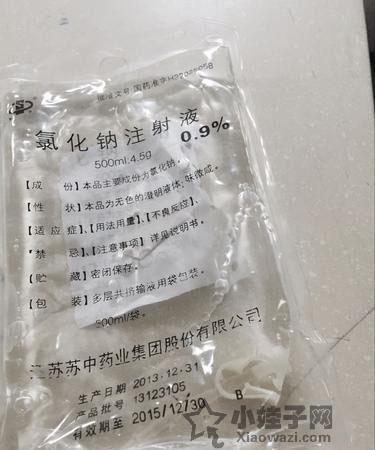 批准文号 国药准字H
氯化钠注射液
0.9%
500ml:4.5g
【成 份】本品主要成份为氯化钠。
【性 状】本品为无色的澄明液体;味微咸。
【适应症】、【用法用量】、【不良反应】、
【禁 忌】、【注意事项】详见说明书。
【贮 藏】密闭保存。
【包 装】多层共挤输液用袋包装。
500ml/袋。
江苏苏中药业集团股份有限公司
生产日期 2013.12.31
产品批号 13123105
有效期至 2015/12/30 B
小娃子网
Xiaowazi.com